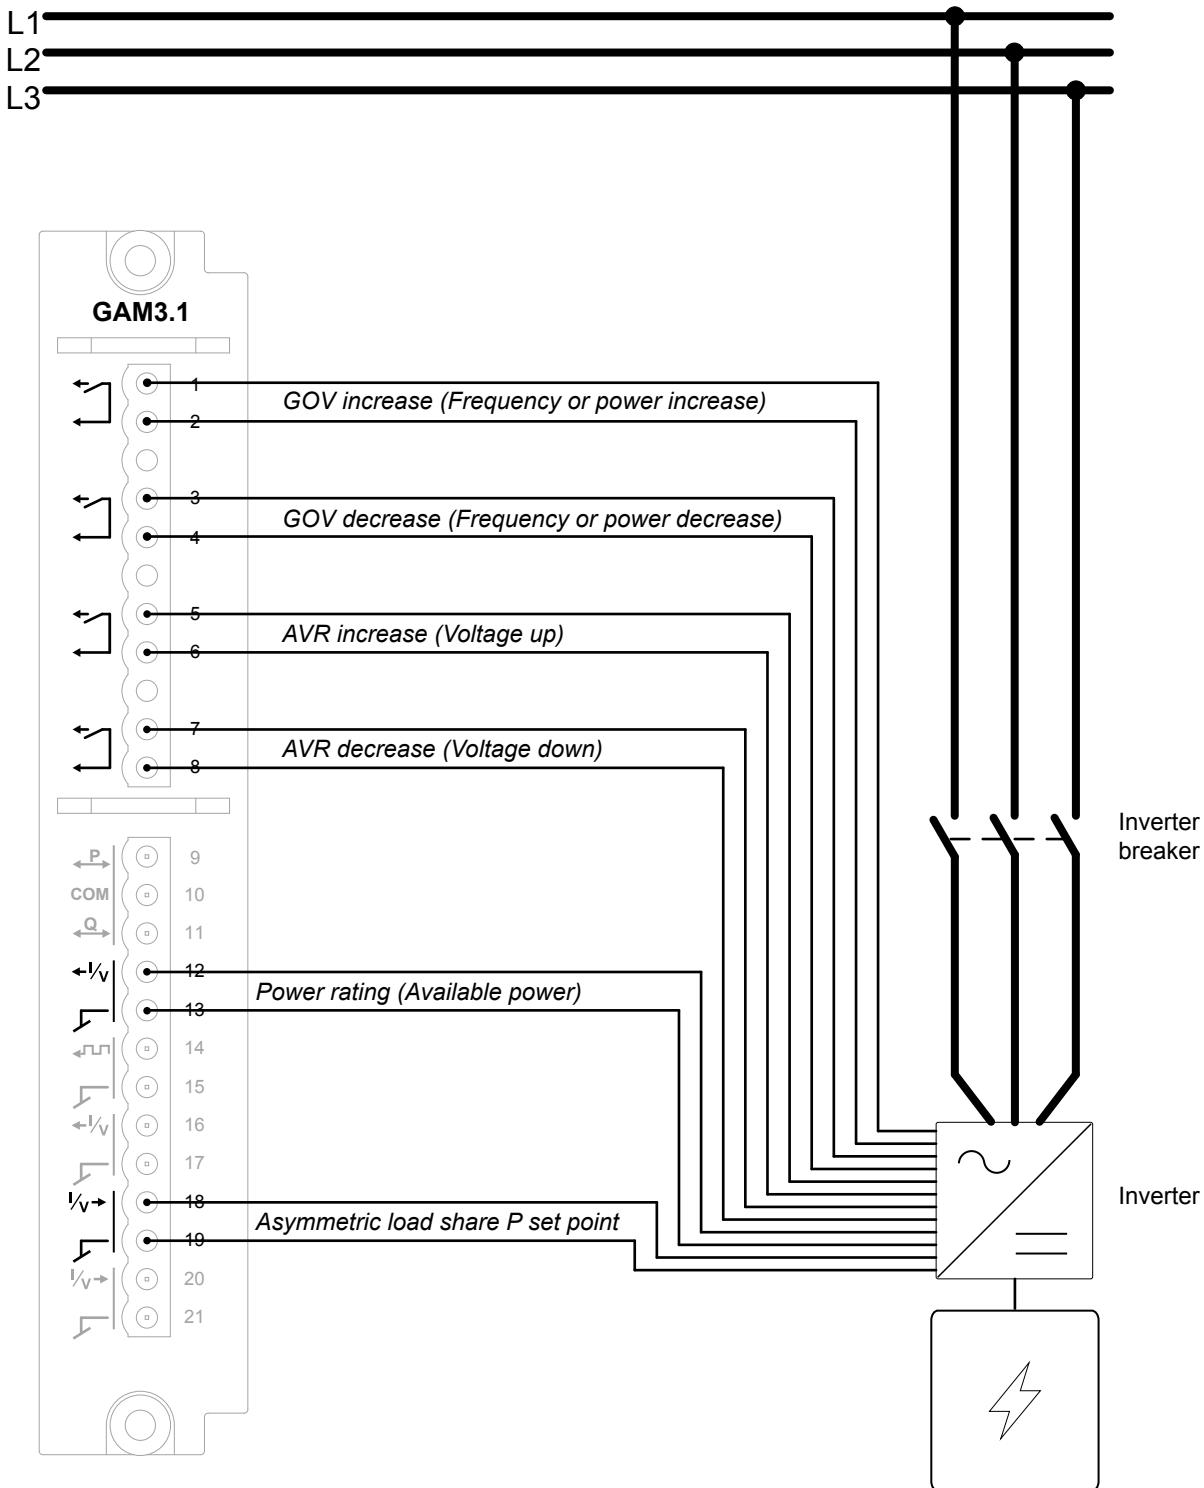 L1
L2
L3
GAM3.1
1
GOV increase (Frequency or power increase)
2
3
GOV decrease (Frequency or power decrease)
4
5
AVR increase (Voltage up)
6
7
AVR decrease (Voltage down)
8
Inverter
breaker
P 9
COM 10
Q 11
I/V 12
Power rating (Available power)
13
14
15
I/V 16
17
I/V 18
Inverter
Asymmetric load share P set point
19
I/V 20
21